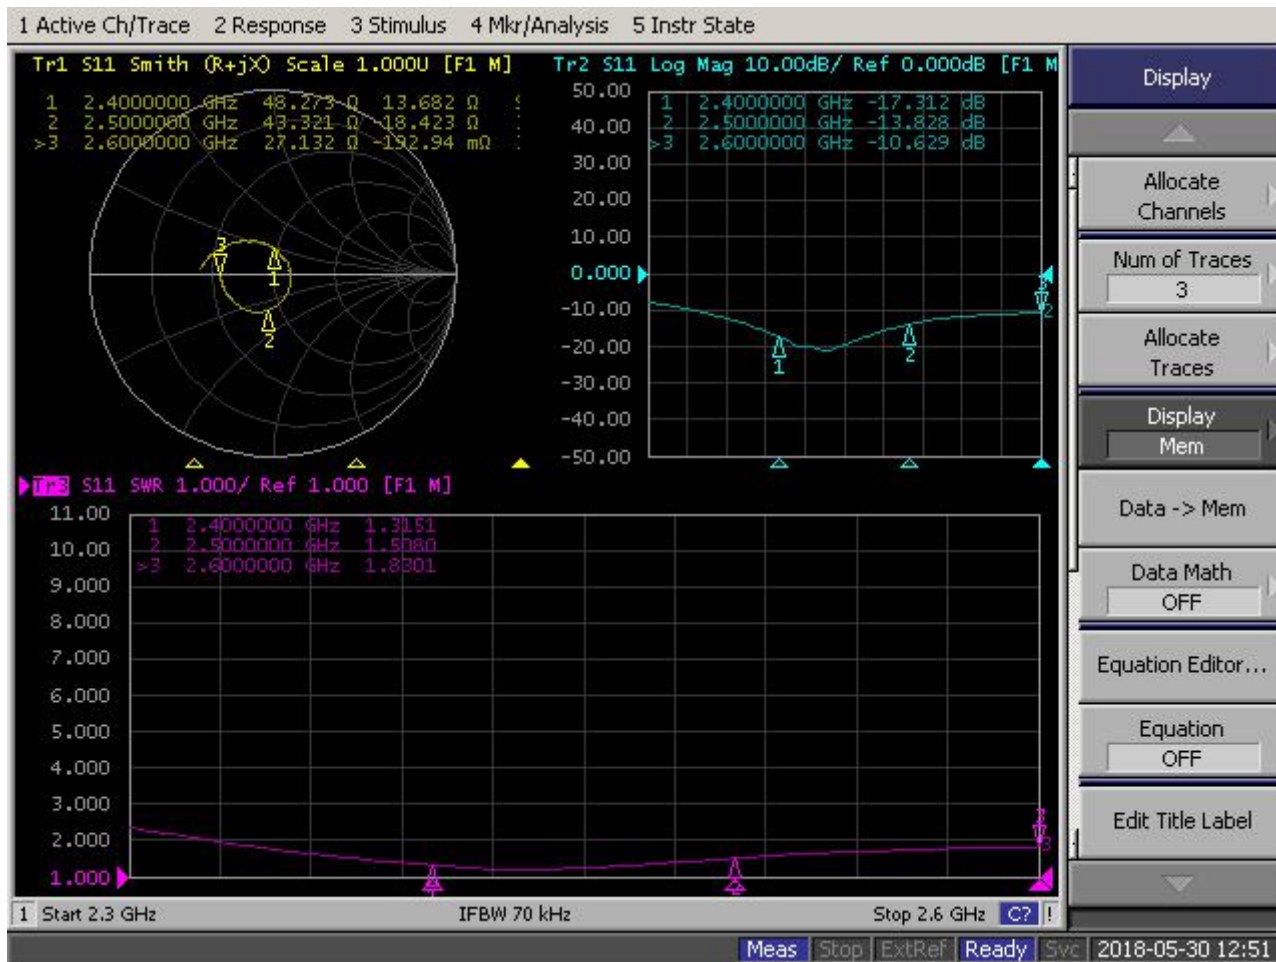 1 Active Ch/Trace 2 Response 3 Stimulus 4 Mkr/Analysis 5 Instr State
Tr1 S11 Smith (R+jX) Scale 1.000U [F1 M]
1 2.4000000 GHz 48.273 Ω 13.682 Ω
2 2.5000000 GHz 43.321 Ω -18.423 Ω
>3 2.6000000 GHz 27.132 Ω -192.94 mΩ
3
1
2
Tr2 S11 Log Mag 10.00dB/ Ref 0.000dB [F1 M
50.00
40.00
30.00
20.00
10.00
0.000
-10.00
-20.00
-30.00
-40.00
-50.00
1 2.4000000 GHz -17.312 dB
2 2.5000000 GHz -13.828 dB
>3 2.6000000 GHz -10.629 dB
1
2
2
Tr3 S11 SWR 1.000/ Ref 1.000 [F1 M]
11.00
10.00
9.000
8.000
7.000
6.000
5.000
4.000
3.000
2.000
1.000
1 2.4000000 GHz 1.3151
2 2.5000000 GHz 1.5080
>3 2.6000000 GHz 1.8301
3
1 Start 2.3 GHz IFBW 70 kHz Stop 2.6 GHz C? !
Display
Allocate
Channels
Num of Traces
3
Allocate
Traces
Display
Mem
Data -> Mem
Data Math
OFF
Equation Editor...
Equation
OFF
Edit Title Label
Meas Stop ExtRef Ready Svc 2018-05-30 12:51